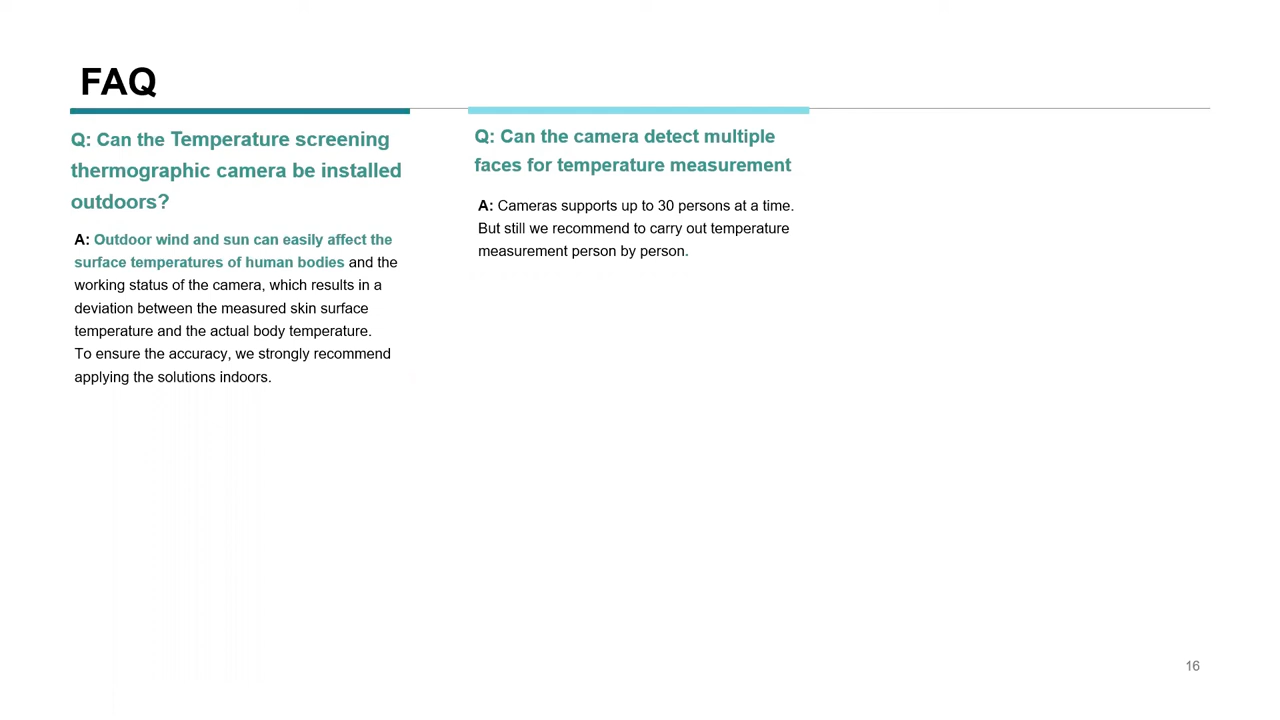 FAQ
Q: Can the Temperature screening
thermographic camera be installed
outdoors?
A: Outdoor wind and sun can easily affect the
surface temperatures of human bodies and the
working status of the camera, which results in a
deviation between the measured skin surface
temperature and the actual body temperature.
To ensure the accuracy, we strongly recommend
applying the solutions indoors.
Q: Can the camera detect multiple
faces for temperature measurement
A: Cameras supports up to 30 persons at a time.
But still we recommend to carry out temperature
measurement person by person.
16